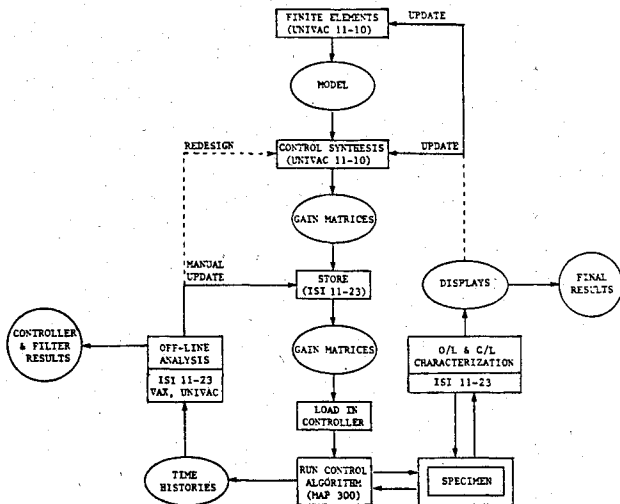 FINITE ELEMENTS
(UNIVAC 11-10)
UPDATE
MODEL
REDESIGN
CONTROL SYNTHESIS
(UNIVAC 11-10)
UPDATE
GAIN MATRICES
MANUAL
UPDATE
STORE
(ISI 11-23)
DISPLAYS
FINAL
RESULTS
CONTROLLER
& FILTER
RESULTS
OFF-LINE
ANALYSIS
ISI 11-23
VAX, UNIVAC
GAIN MATRICES
O/L & C/L
CHARACTERIZATION
ISI 11-23
LOAD IN
CONTROLLER
TIME
HISTORIES
RUN CONTROL
ALGORITHM
(MAP 300)
SPECIMEN